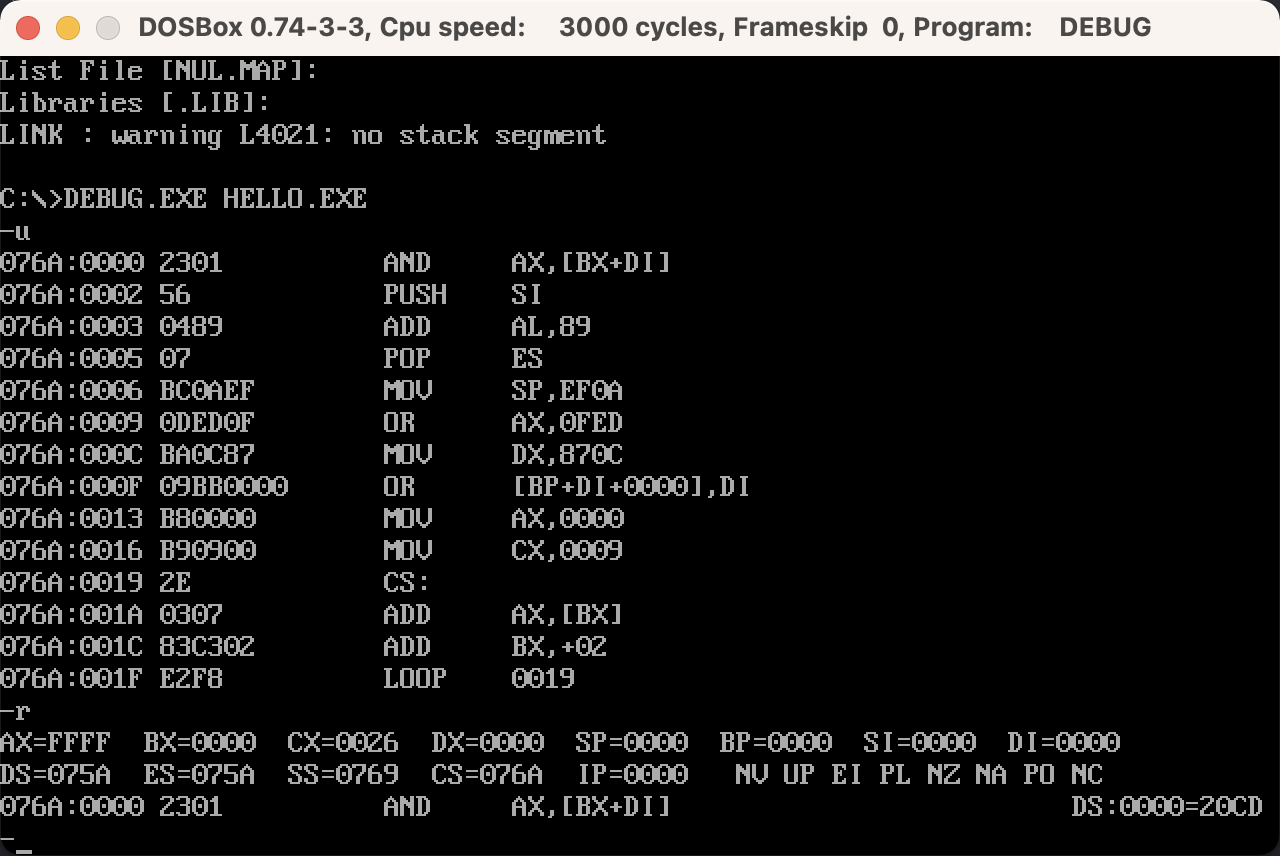 DOSBox 0.74-3-3, Cpu speed:    3000 cycles, Frameskip  0, Program:    DEBUG
List File [NUL.MAP]:
Libraries [.LIB]:
LINK : warning L4021: no stack segment

C:\>DEBUG.EXE HELLO.EXE
-u
076A:0000 2301          AND     AX,[BX+DI]
076A:0002 56            PUSH    SI
076A:0003 0489          ADD     AL,89
076A:0005 07            POP     ES
076A:0006 BC0AEF        MOV     SP,EF0A
076A:0009 0DED0F        OR      AX,0FED
076A:000C BA0C87        MOV     DX,870C
076A:000F 09BB0000      OR      [BP+DI+0000],DI
076A:0013 B80000        MOV     AX,0000
076A:0016 B90900        MOV     CX,0009
076A:0019 2E            CS:
076A:001A 0307          ADD     AX,[BX]
076A:001C 83C302        ADD     BX,+02
076A:001F E2F8          LOOP    0019
-r
AX=FFFF  BX=0000  CX=0026  DX=0000  SP=0000  BP=0000  SI=0000  DI=0000
DS=075A  ES=075A  SS=0769  CS=076A  IP=0000   NV UP EI PL NZ NA PO NC
076A:0000 2301          AND     AX,[BX+DI]                         DS:0000=20CD
-_